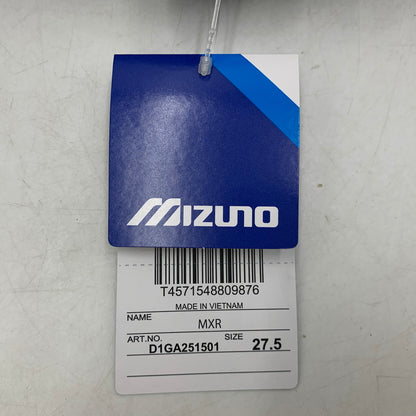 MIZUNO
T4571548809876
MADE IN VIETNAM
NAME MXR
ART.NO. D1GA251501 SIZE 27.5